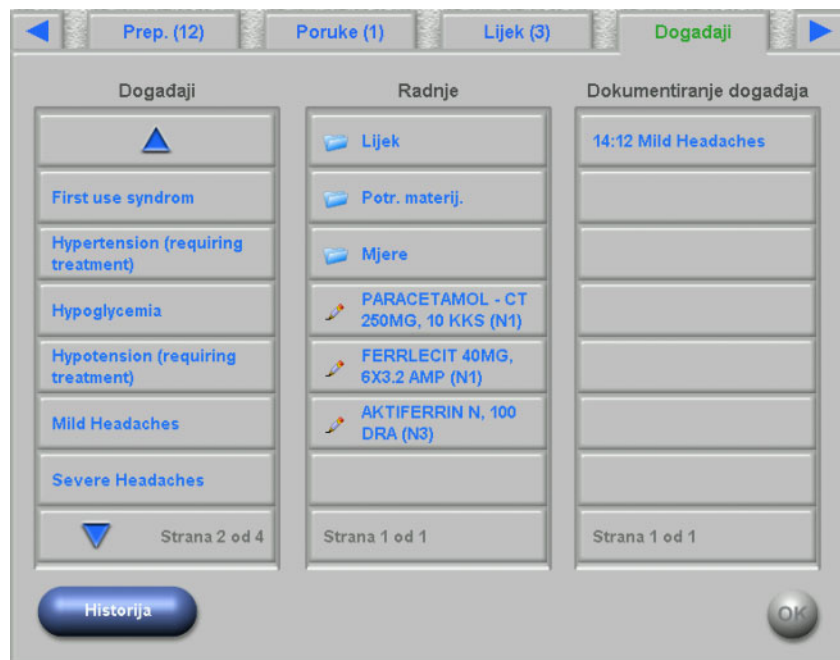 Prep. (12)
Poruke (1)
Lijek (3)
Događaji
Događaji
First use syndrom
Hypertension (requiring
treatment)
Hypoglycemia
Hypotension (requiring
treatment)
Mild Headaches
Severe Headaches
Strana 2 od 4
Radnje
Lijek
Potr. materij.
Mjere
PARACETAMOL - CT
250MG, 10 KKS (N1)
FERRLECIT 40MG,
6X3.2 AMP (N1)
AKTIFERRIN N, 100
DRA (N3)
Strana 1 od 1
Dokumentiranje događaja
14:12 Mild Headaches
Strana 1 od 1
Historija
OK